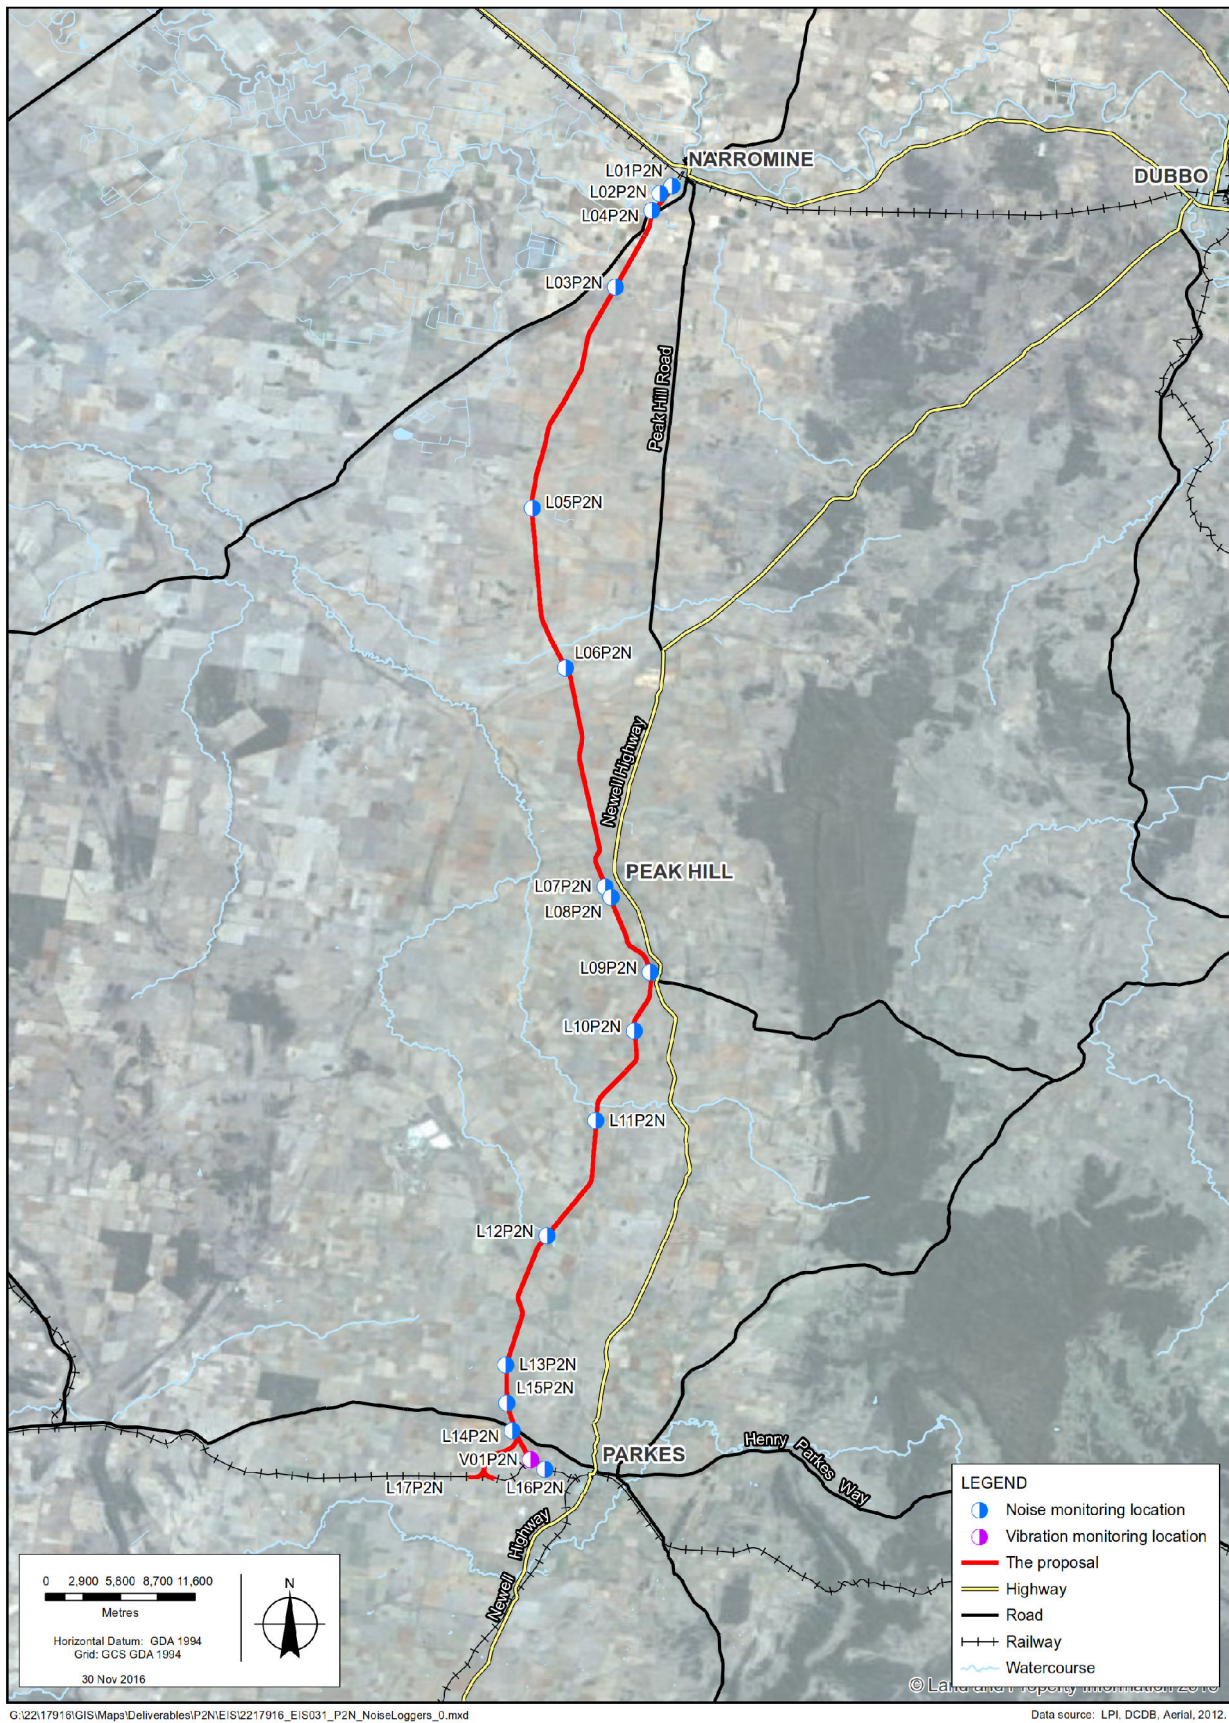 NARROMINE
L01P2N
DUBBO
L02P2N
L04P2N
L03P2N
Peak Hill Road
L05P2N
L06P2N
Newell Highway
PEAK HILL
L07P2N
L08P2N
L09P2N
L10P2N
L11P2N
L12P2N
L13P2N
L15P2N
L14P2N
PARKES
V01P2N
Henry Parkes Way
L17P2N
L16P2N
Newell Highway
LEGEND
Noise monitoring location
Vibration monitoring location
The proposal
Highway
Road
Railway
Watercourse
0 2,900 5,800 8,700 11,600
Metres
Horizontal Datum: GDA 1994
Grid: GCS GDA 1994
30 Nov 2016
N
© Land and Property Information
G:\22\17916\GIS\Maps\Deliverables\P2N\EIS\2217916_EIS031_P2N_NoiseLoggers_0.mxd
Data source: LPI, DCDB, Aerial, 2012.